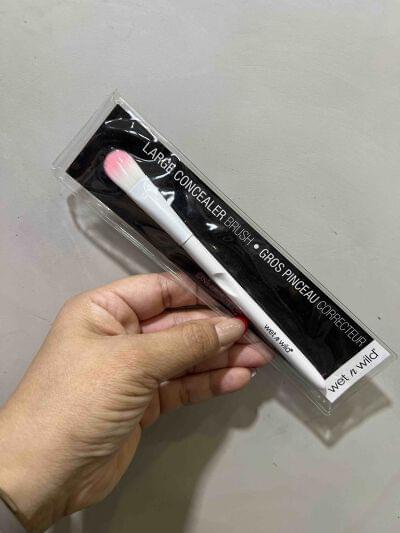 LARGE CONCEALER BRUSH • GROS PINCEAU CORRECTEUR
wet n wild®
wet n wild®